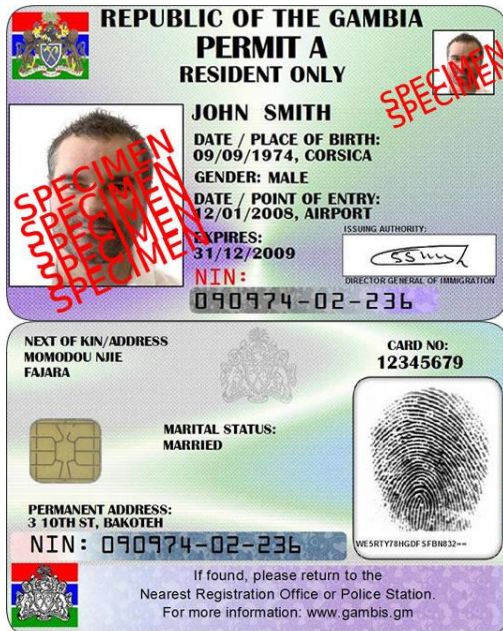 REPUBLIC OF THE GAMBIA
PERMIT A
RESIDENT ONLY
SPECIMEN
SPECIMEN
JOHN SMITH
DATE / PLACE OF BIRTH:
09/09/1974, CORSICA
GENDER: MALE
DATE / POINT OF ENTRY:
12/01/2008, AIRPORT
EXPIRES:
31/12/2009
NIN:
090974-02-236
SPECIMEN
SPECIMEN
SPECIMEN
SPECIMEN
SPECIMEN
ISSUING AUTHORITY:
DIRECTOR GENERAL OF IMMIGRATION
NEXT OF KIN/ADDRESS
MOMODOU NJIE
FAJARA
CARD NO:
12345679
MARITAL STATUS:
MARRIED
PERMANENT ADDRESS:
3 10TH ST, BAKOTEH
WE5RTY78HGDFSFBN832==
NIN: 090974-02-236
If found, please return to the
Nearest Registration Office or Police Station.
For more information: www.gambis.gm